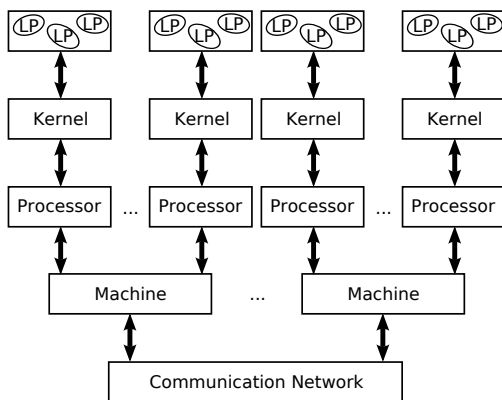 LP LP LP LP LP LP LP LP LP LP LP LP
Kernel Kernel Kernel Kernel
Processor ... Processor Processor ... Processor
Machine ... Machine
Communication Network